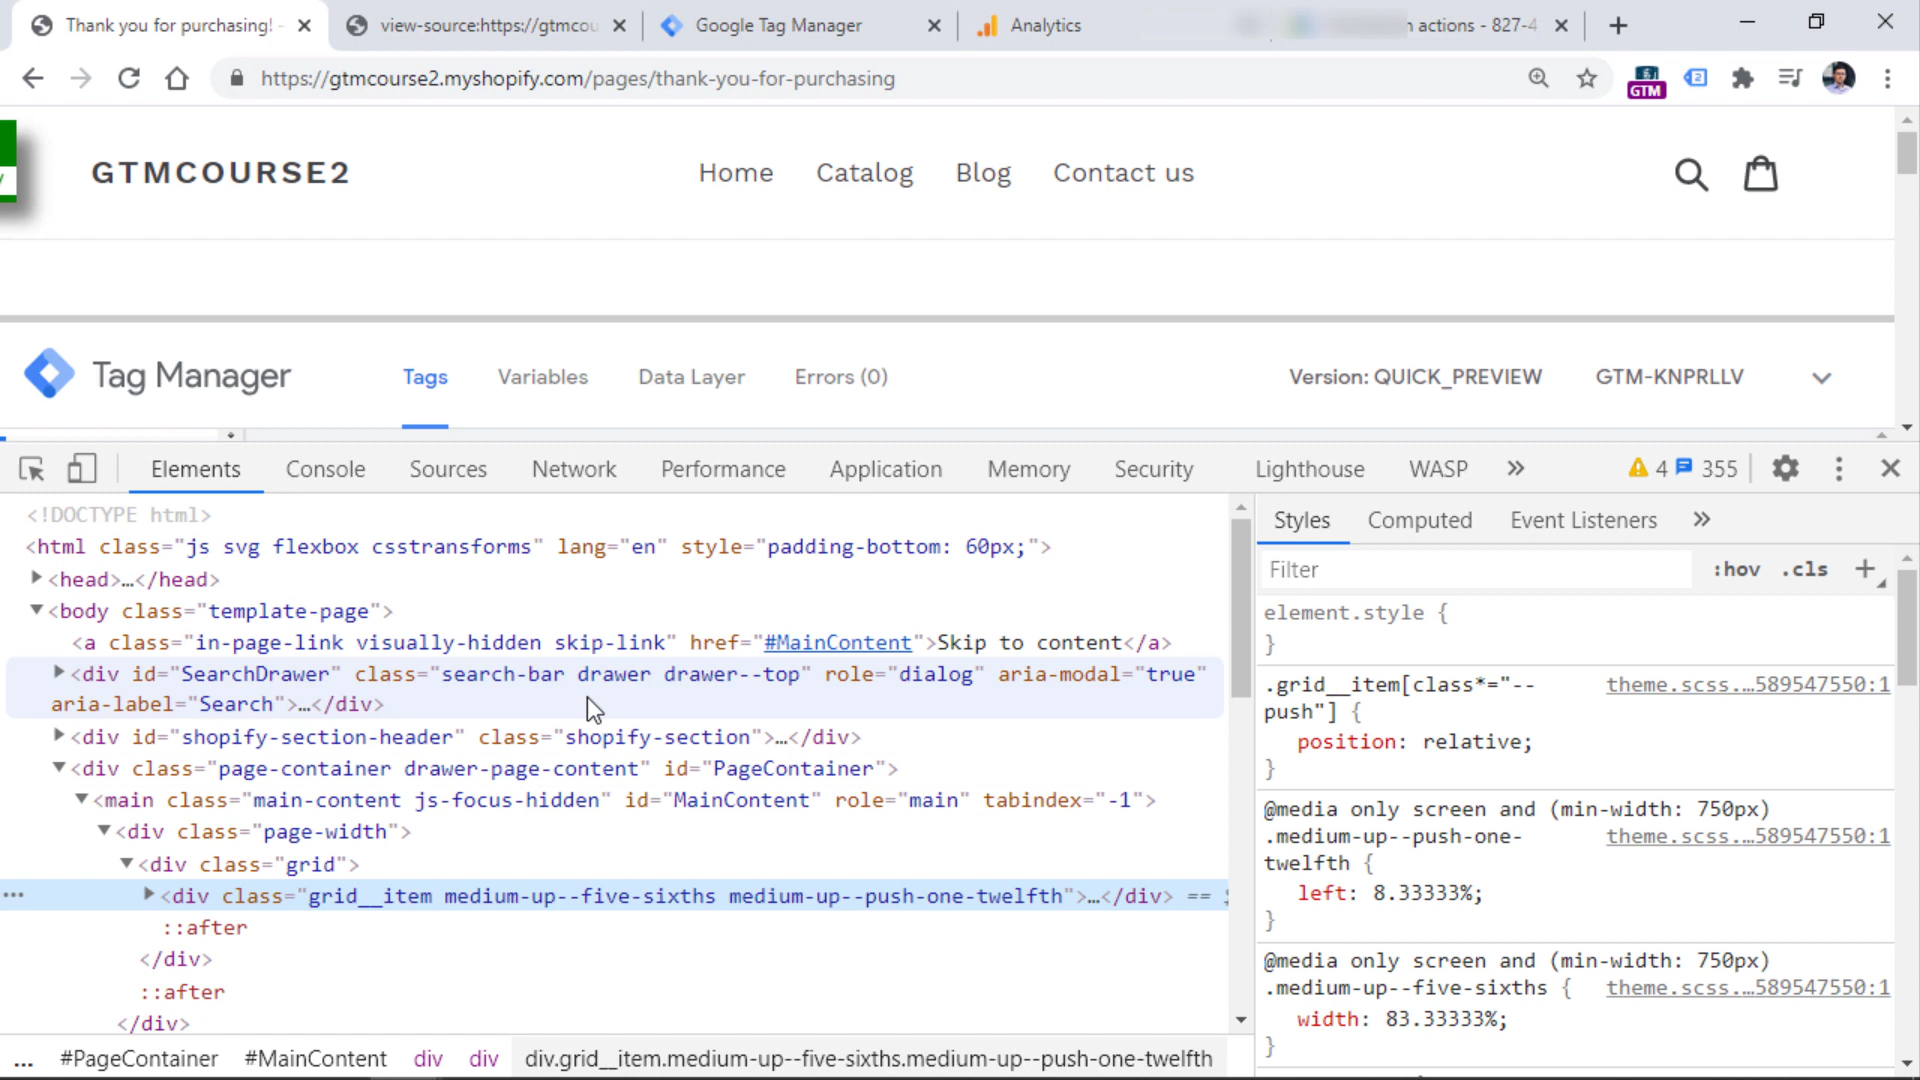 Thank you for purchasing! -
view-source:https://gtmcou
Google Tag Manager
Analytics
actions - 827-4
https://gtmcourse2.myshopify.com/pages/thank-you-for-purchasing
GTM
2
GTMCOURSE2
Home
Catalog
Blog
Contact us
Tag Manager
Tags
Variables
Data Layer
Errors (0)
Version: QUICK_PREVIEW
GTM-KNPRLLV
Elements
Console
Sources
Network
Performance
Application
Memory
Security
Lighthouse
WASP
4
355
<!DOCTYPE html>
<html class="js svg flexbox csstransforms" lang="en" style="padding-bottom: 60px;">
<head>…</head>
<body class="template-page">
<a class="in-page-link visually-hidden skip-link" href="#MainContent">Skip to content</a>
<div id="SearchDrawer" class="search-bar drawer drawer--top" role="dialog" aria-modal="true"
aria-label="Search">…</div>
<div id="shopify-section-header" class="shopify-section">…</div>
<div class="page-container drawer-page-content" id="PageContainer">
<main class="main-content js-focus-hidden" id="MainContent" role="main" tabindex="-1">
<div class="page-width">
<div class="grid">
<div class="grid__item medium-up--five-sixths medium-up--push-one-twelfth">…</div> ==
::after
</div>
::after
</div>
… #PageContainer #MainContent div div div.grid__item.medium-up--five-sixths.medium-up--push-one-twelfth
Styles
Computed
Event Listeners
Filter
:hov .cls
element.style {
}
.grid__item[class*="--
push"] {
theme.scss.…589547550:1
position: relative;
}
@media only screen and (min-width: 750px)
.medium-up--push-one-
twelfth {
theme.scss.…589547550:1
left: 8.33333%;
}
@media only screen and (min-width: 750px)
.medium-up--five-sixths {
theme.scss.…589547550:1
width: 83.33333%;
}